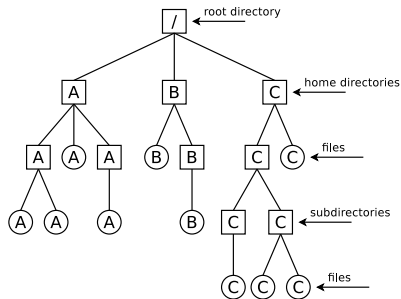 / root directory
A B C home directories
A A A B B C C files
A A A B C C subdirectories
C C C files